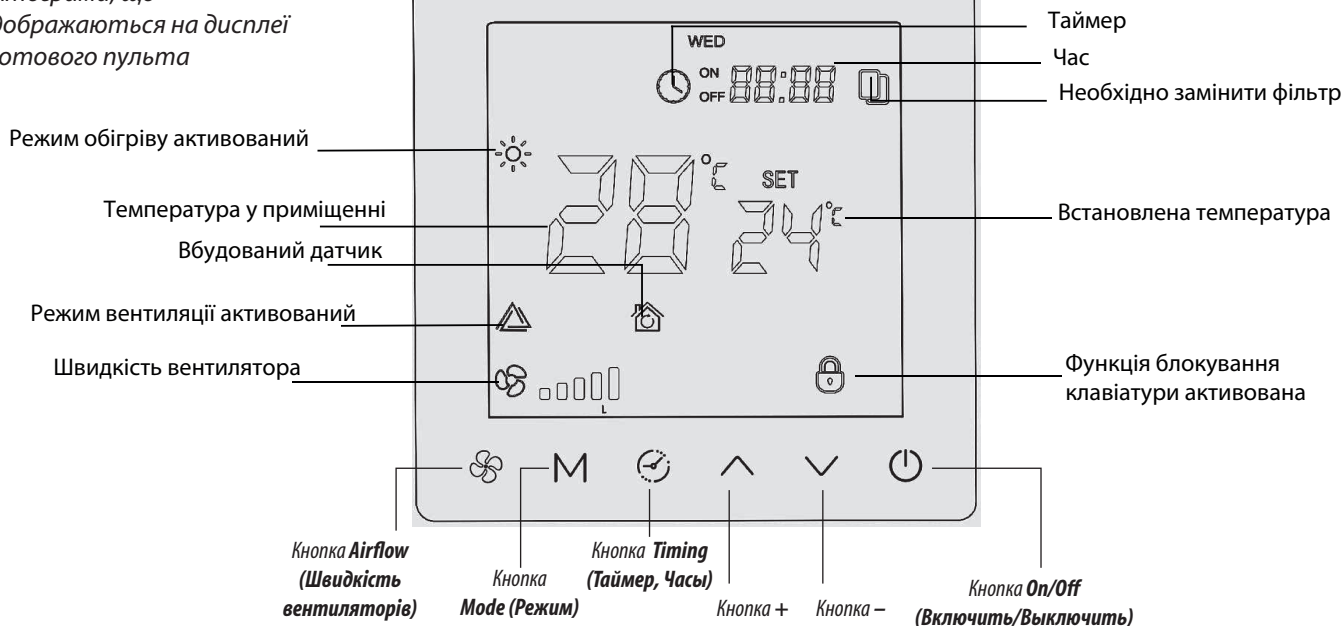 відображаються на дисплеї
WED
ON 88:88
OFF
Таймер
Час
Необхідно замінити фільтр
Режим обігріву активований
28 °C
SET
24 °C
Температура у приміщенні
Встановлена температура
Вбудований датчик
Режим вентиляції активований
Швидкість вентилятора
L
Функція блокування
клавіатури активована
M
Кнопка Airflow
(Швидкість
вентиляторів)
Кнопка
Mode (Режим)
Кнопка Timing
(Таймер, Часы)
Кнопка +
Кнопка –
Кнопка On/Off
(Включить/Выключить)